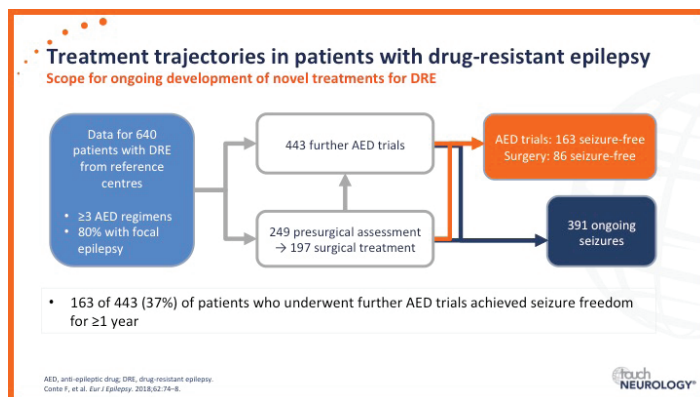 Treatment trajectories in patients with drug-resistant epilepsy
Scope for ongoing development of novel treatments for DRE
Data for 640
patients with DRE
from reference
centres
• ≥3 AED regimens
• 80% with focal
epilepsy
443 further AED trials
249 presurgical assessment
→ 197 surgical treatment
AED trials: 163 seizure-free
Surgery: 86 seizure-free
391 ongoing
seizures
• 163 of 443 (37%) of patients who underwent further AED trials achieved seizure freedom
for ≥1 year
AED, anti-epileptic drug; DRE, drug-resistant epilepsy.
Conte F, et al. Eur J Epilepsy. 2018;62:74–8.
touch
NEUROLOGY®